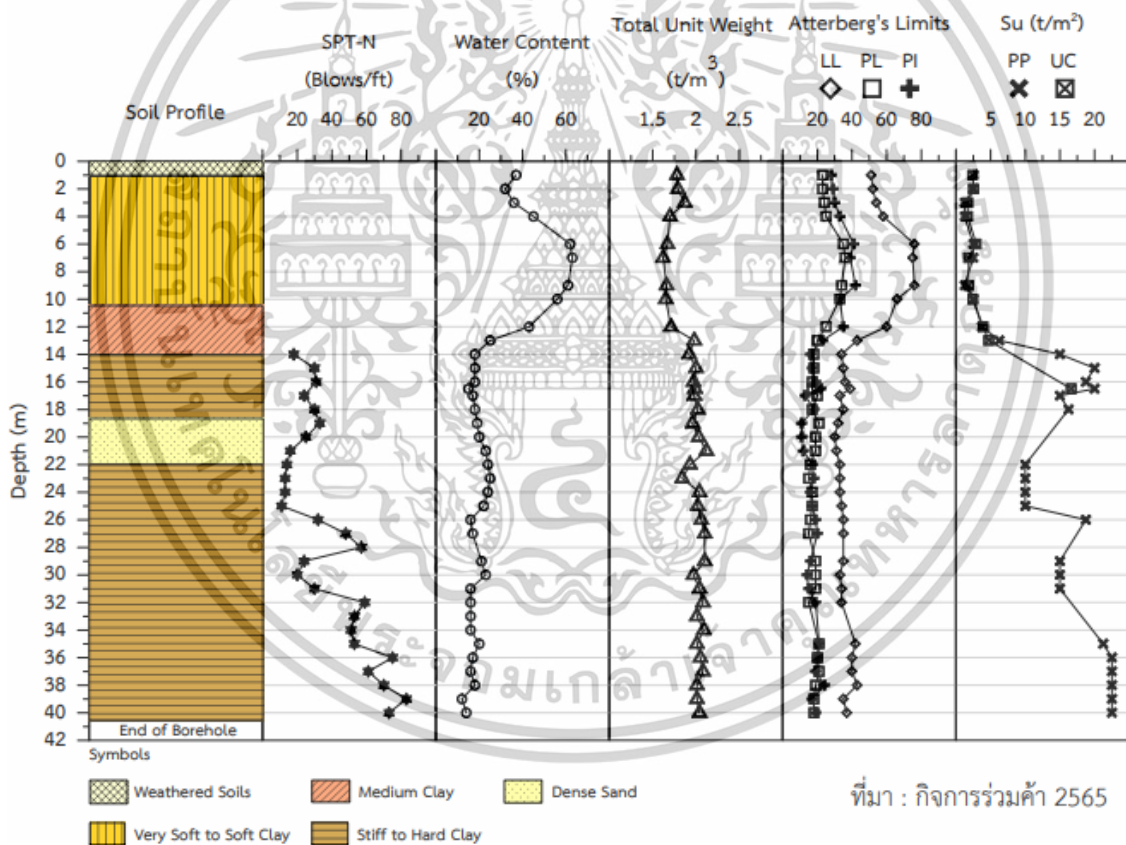 SPT-N Water Content Total Unit Weight Atterberg's Limits Su (t/m²)
(Blows/ft) (%) (t/m³) LL PL PI PP UC
Soil Profile 20 40 60 80 20 40 60 1.5 2 2.5 20 40 60 80 5 10 15 20
Depth (m)
0
2
4
6
8
10
12
14
16
18
20
22
24
26
28
30
32
34
36
38
40
End of Borehole
42
Symbols
Weathered Soils Medium Clay Dense Sand
Very Soft to Soft Clay Stiff to Hard Clay
ที่มา : กิจการร่วมค้า 2565